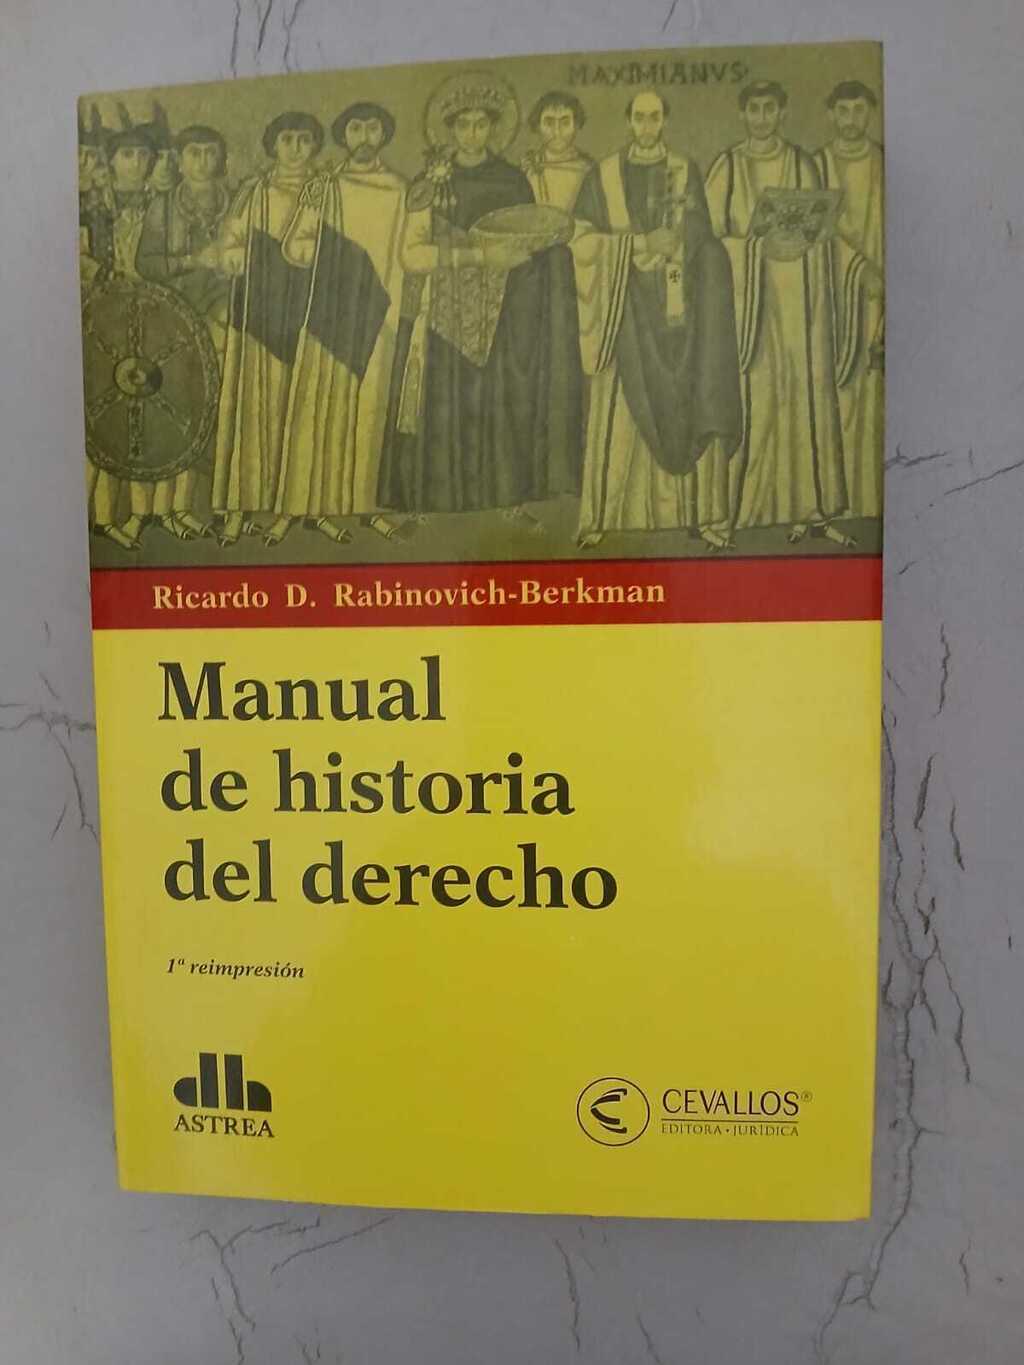 MAXIMIANVS
Ricardo D. Rabinovich-Berkman
Manual
de historia
del derecho
1ª reimpresión
ASTREA
CEVALLOS®
EDITORA · JURÍDICA